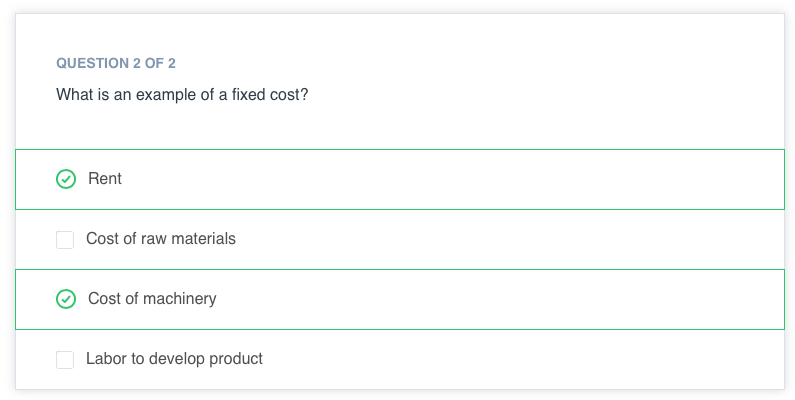 QUESTION 2 OF 2
What is an example of a fixed cost?
Rent
Cost of raw materials
Cost of machinery
Labor to develop product